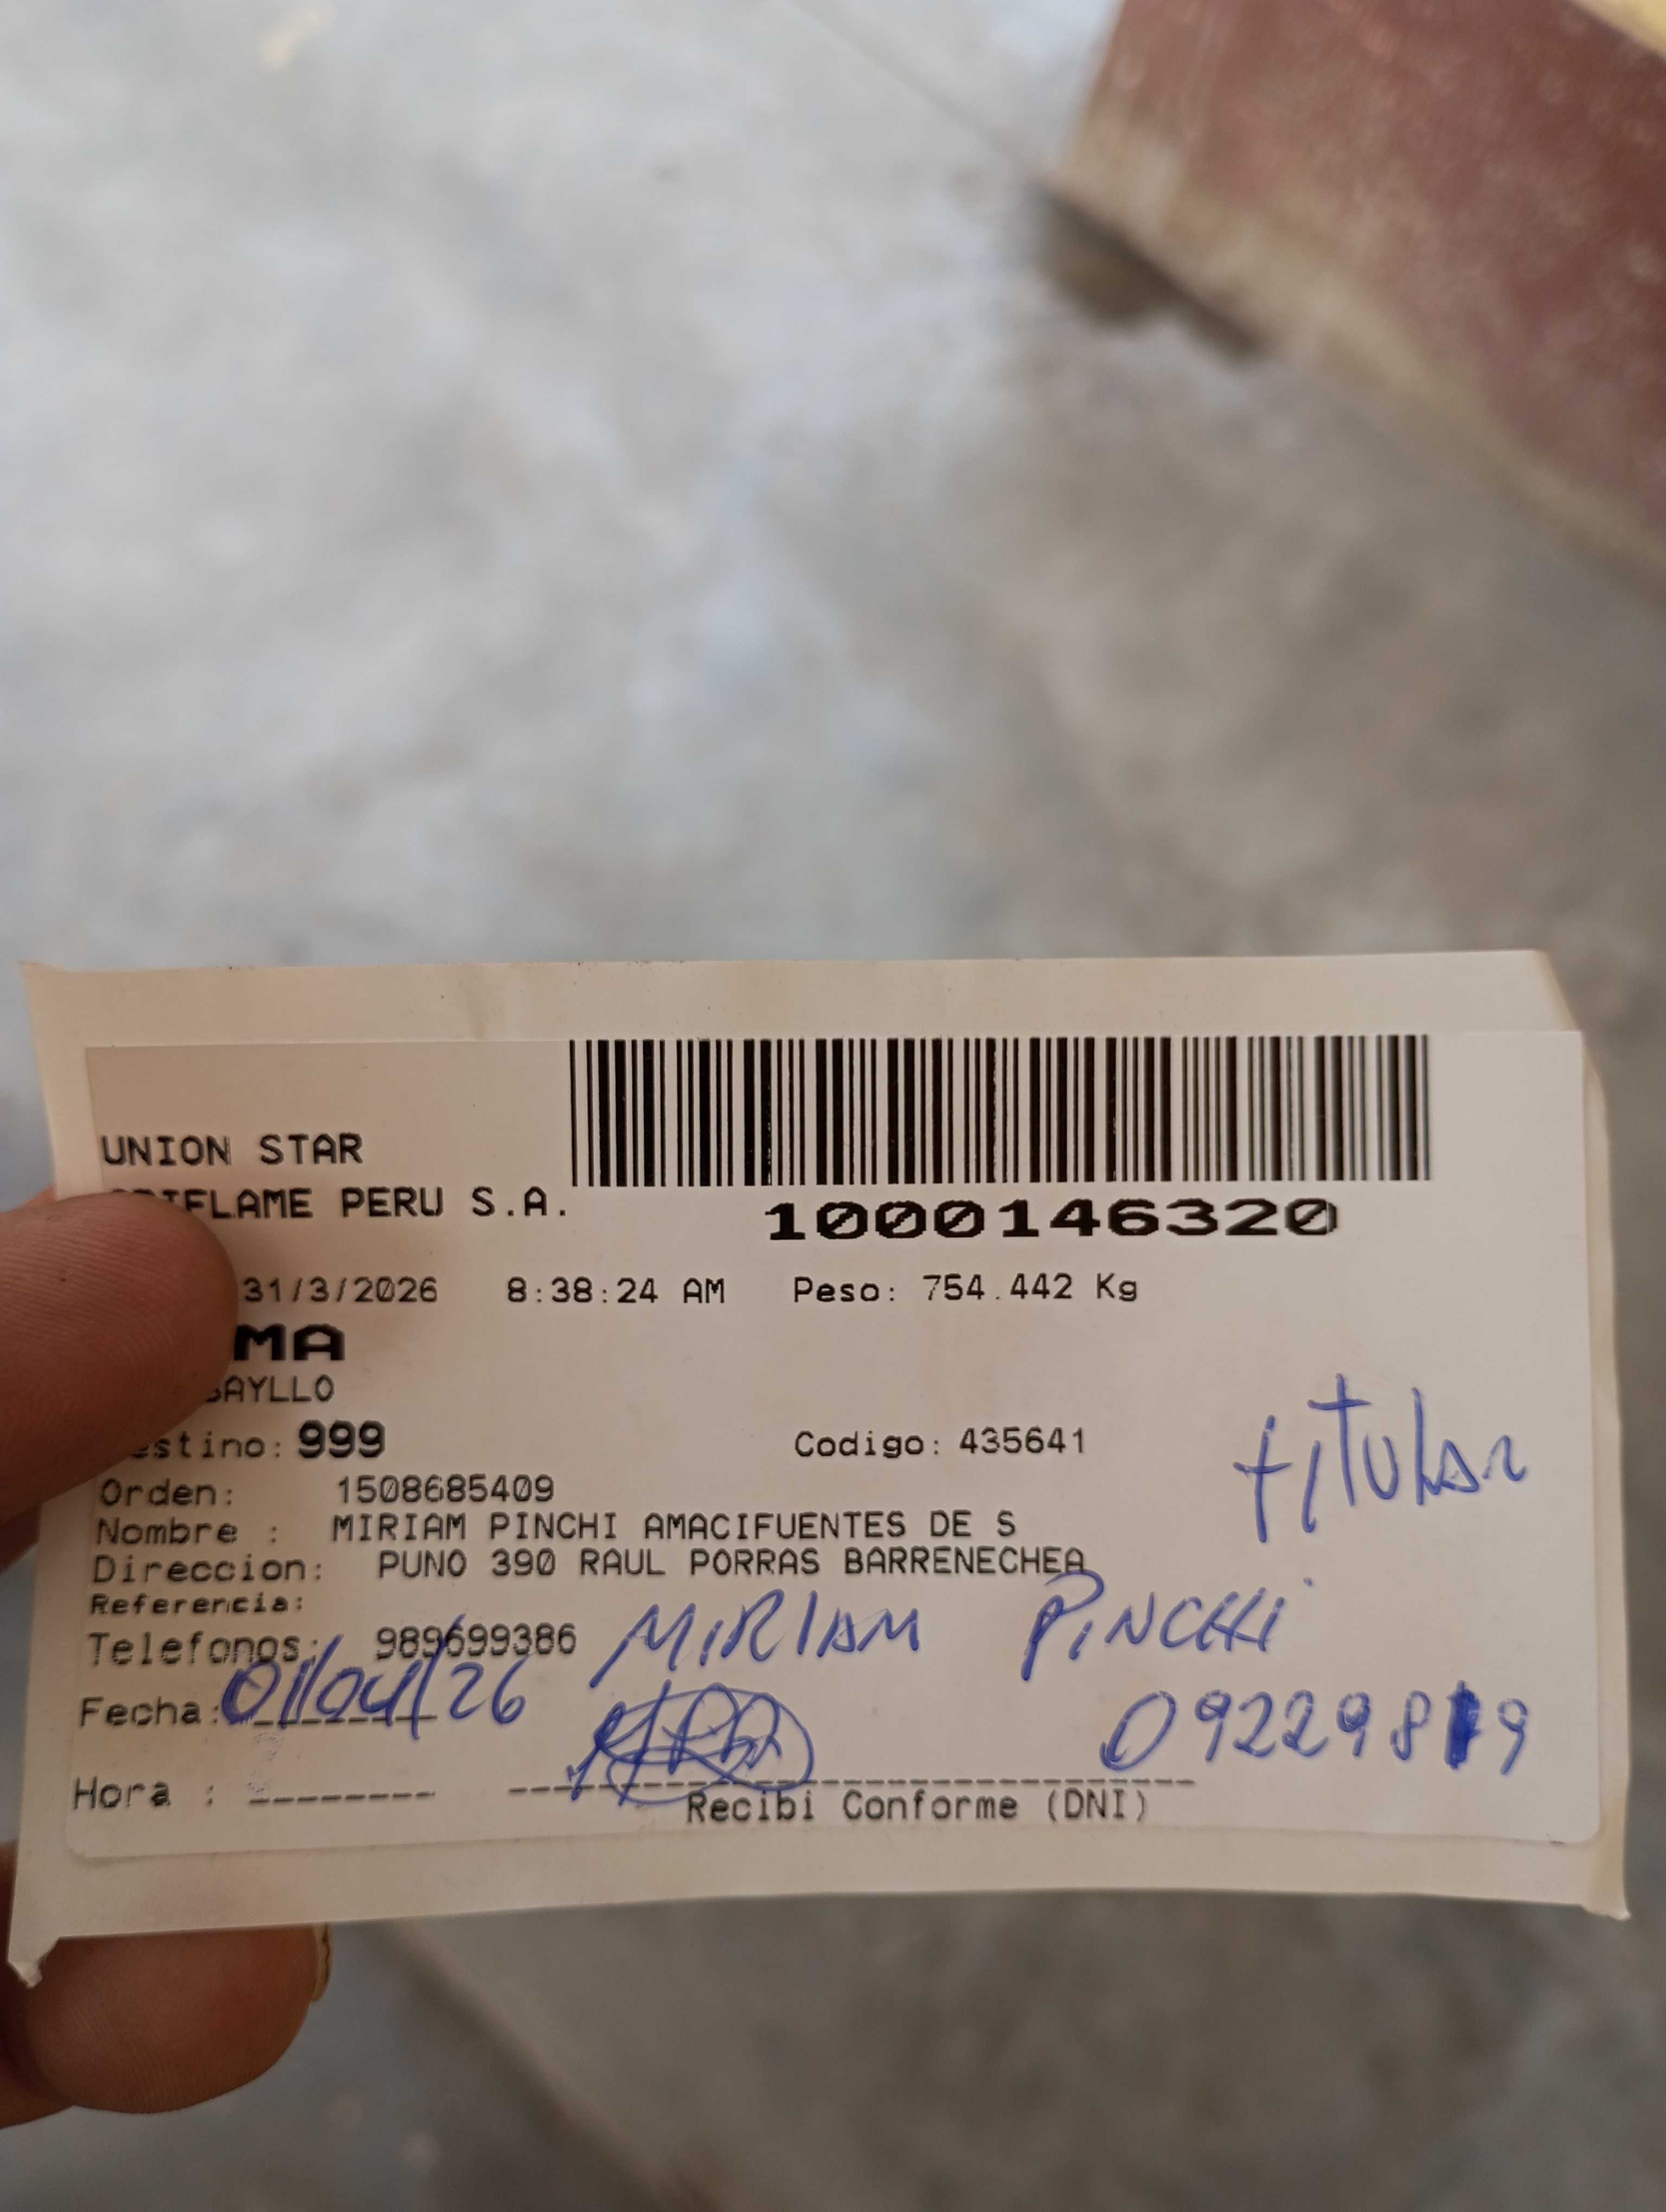 UNION STAR
ORIFLAME PERU S.A.
1000146320
31/3/2026 8:38:24 AM Peso: 754.442 Kg
MA
AYLLO
estino: 999 Codigo: 435641
titular
Orden: 1508685409
Nombre : MIRIAM PINCHI AMACIFUENTES DE S
Direccion: PUNO 390 RAUL PORRAS BARRENECHEA
Referencia:
Telefonos: 989699386 MIRIAM PINCHI
Fecha: 01/04/26
Hora :
Recibi Conforme (DNI)